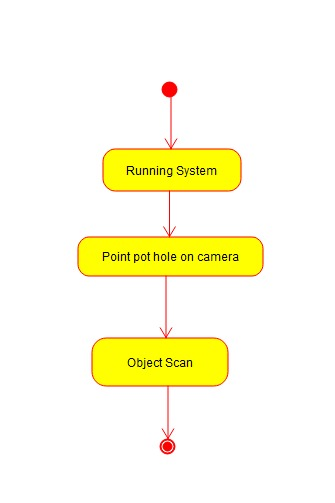 Running System
Point pot hole on camera
Object Scan